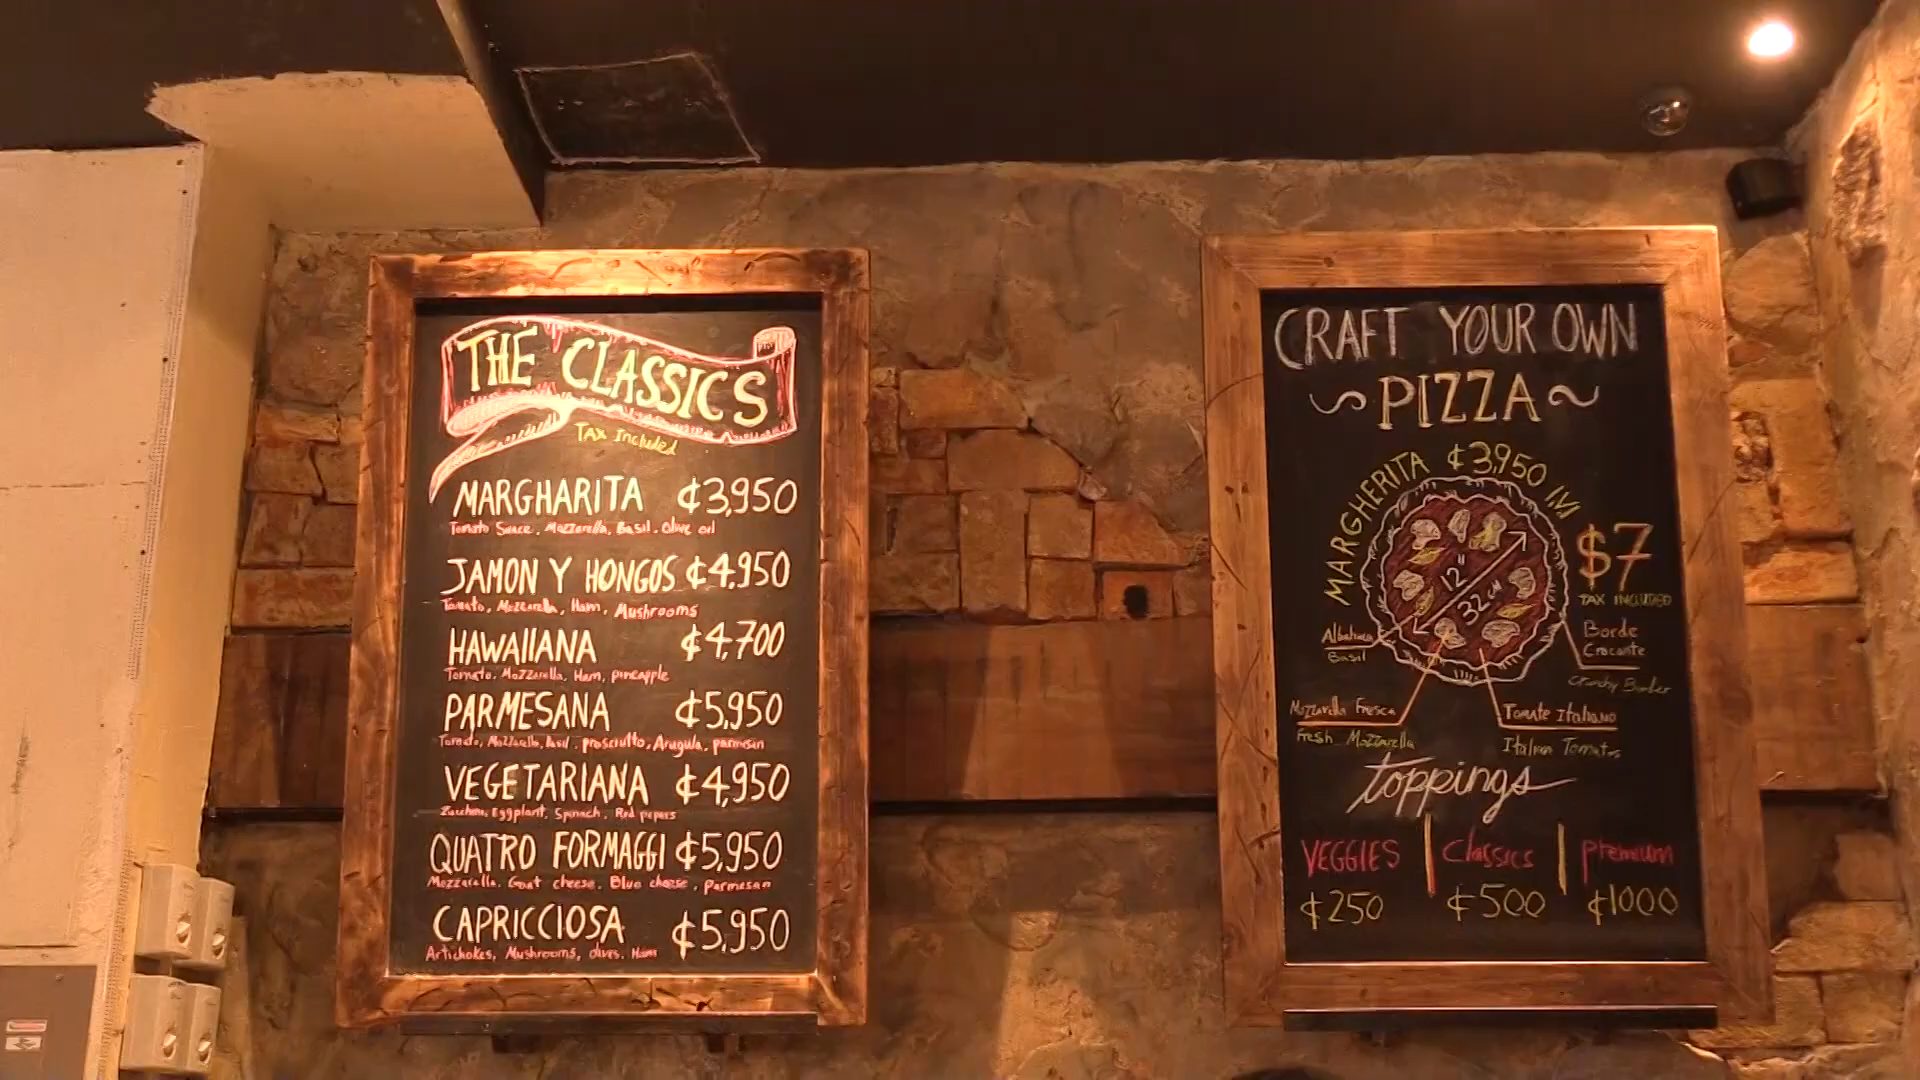 THE CLASSICS
TAX Included
MARGHARITA ₡3,950
Tomato Sauce, Mozzarella, Basil, Olive oil
JAMON Y HONGOS ₡4,950
Tomato, Mozzarella, Ham, Mushrooms
HAWAIIANA ₡4,700
Tomato, Mozzarella, Ham, pineapple
PARMESANA ₡5,950
Tomato, Mozzarella, Basil, prosciutto, Arugula, parmesan
VEGETARIANA ₡4,950
Zucchini, Eggplant, Spinach, Red pepers
QUATRO FORMAGGI ₡5,950
Mozzarella, Goat cheese, Blue cheese, parmesan
CAPRICCIOSA ₡5,950
Artichokes, Mushrooms, olives, Ham
CRAFT YOUR OWN
~PIZZA~
MARGHERITA ₡3,950 IVI
$7
TAX INCLUDED
12"
32cm
Albahaca
Basil
Borde
Crocante
Crunchy Border
Mozzarella Fresca
Fresh Mozzarella
Tomate Italiano
Italian Tomatos
toppings
VEGGIES | Classics | premium
₡250 ₡500 ₡1000